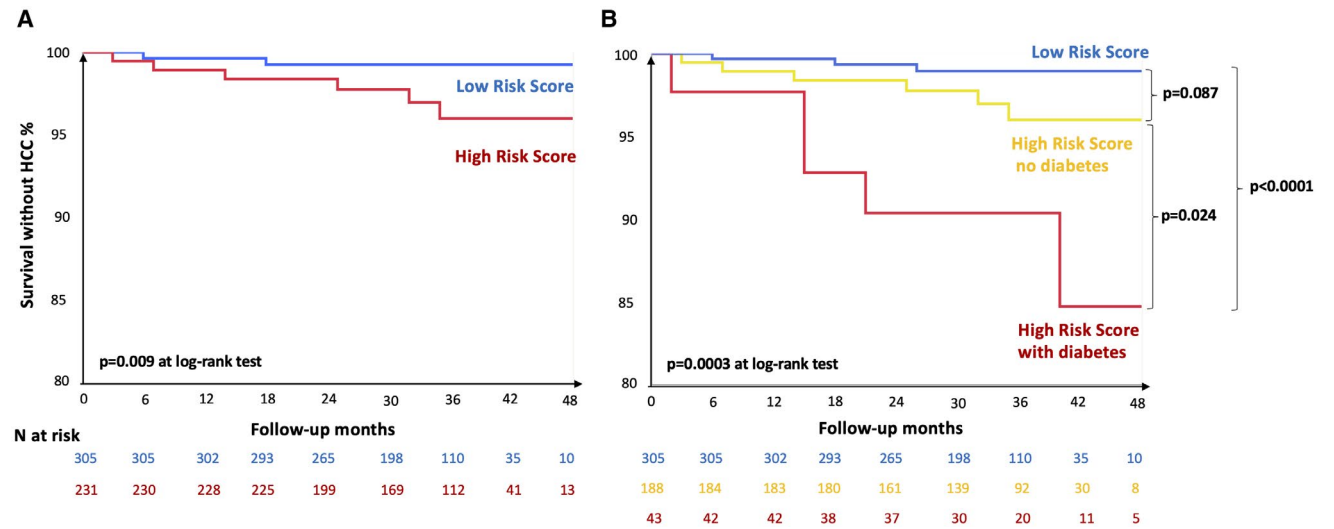 A
Survival without HCC %
100
95
90
85
80
Low Risk Score
High Risk Score
p=0.009 at log-rank test
0 6 12 18 24 30 36 42 48
Follow-up months
N at risk
305 305 302 293 265 198 110 35 10
231 230 228 225 199 169 112 41 13
B
100
95
90
85
80
Low Risk Score
High Risk Score
no diabetes
High Risk Score
with diabetes
p=0.087
p=0.024
p<0.0001
p=0.0003 at log-rank test
0 6 12 18 24 30 36 42 48
Follow-up months
305 305 302 293 265 198 110 35 10
188 184 183 180 161 139 92 30 8
43 42 42 38 37 30 20 11 5